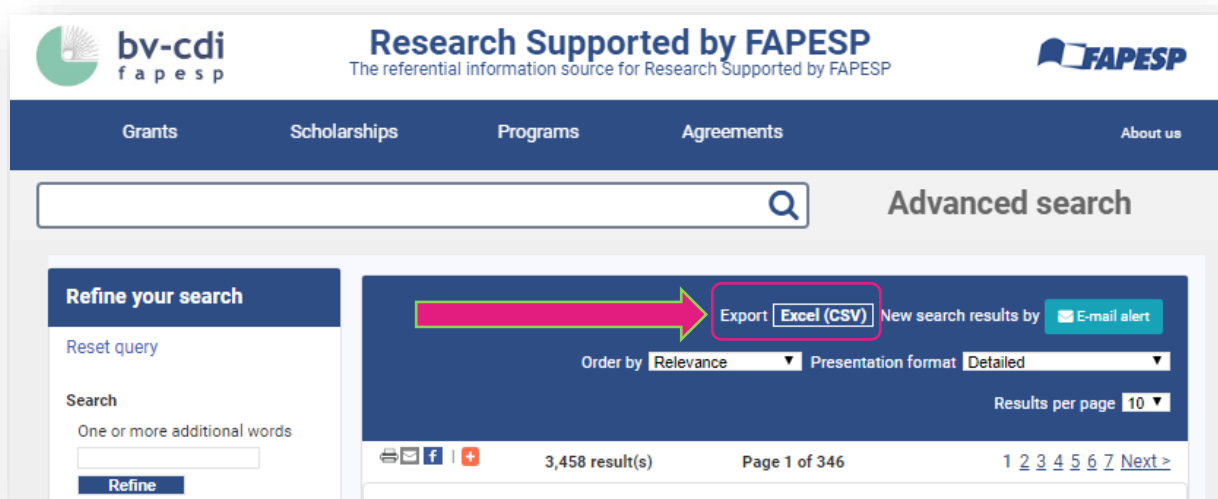 bv-cdi
fapesp
Research Supported by FAPESP
The referential information source for Research Supported by FAPESP
FAPESP
Grants Scholarships Programs Agreements About us
Advanced search
Refine your search
Reset query
Search
One or more additional words
Refine
Export Excel (CSV) New search results by E-mail alert
Order by Relevance Presentation format Detailed
Results per page 10
3,458 result(s) Page 1 of 346 1 2 3 4 5 6 7 Next >